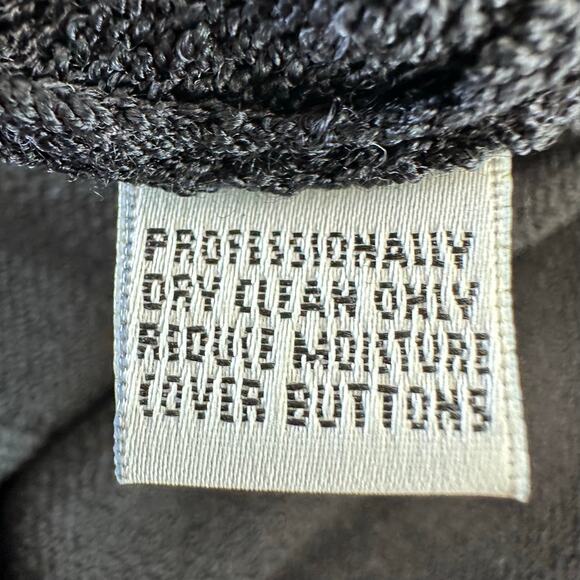 PROFESSIONALLY
DRY CLEAN ONLY
REDUCE MOISTURE
COVER BUTTONS